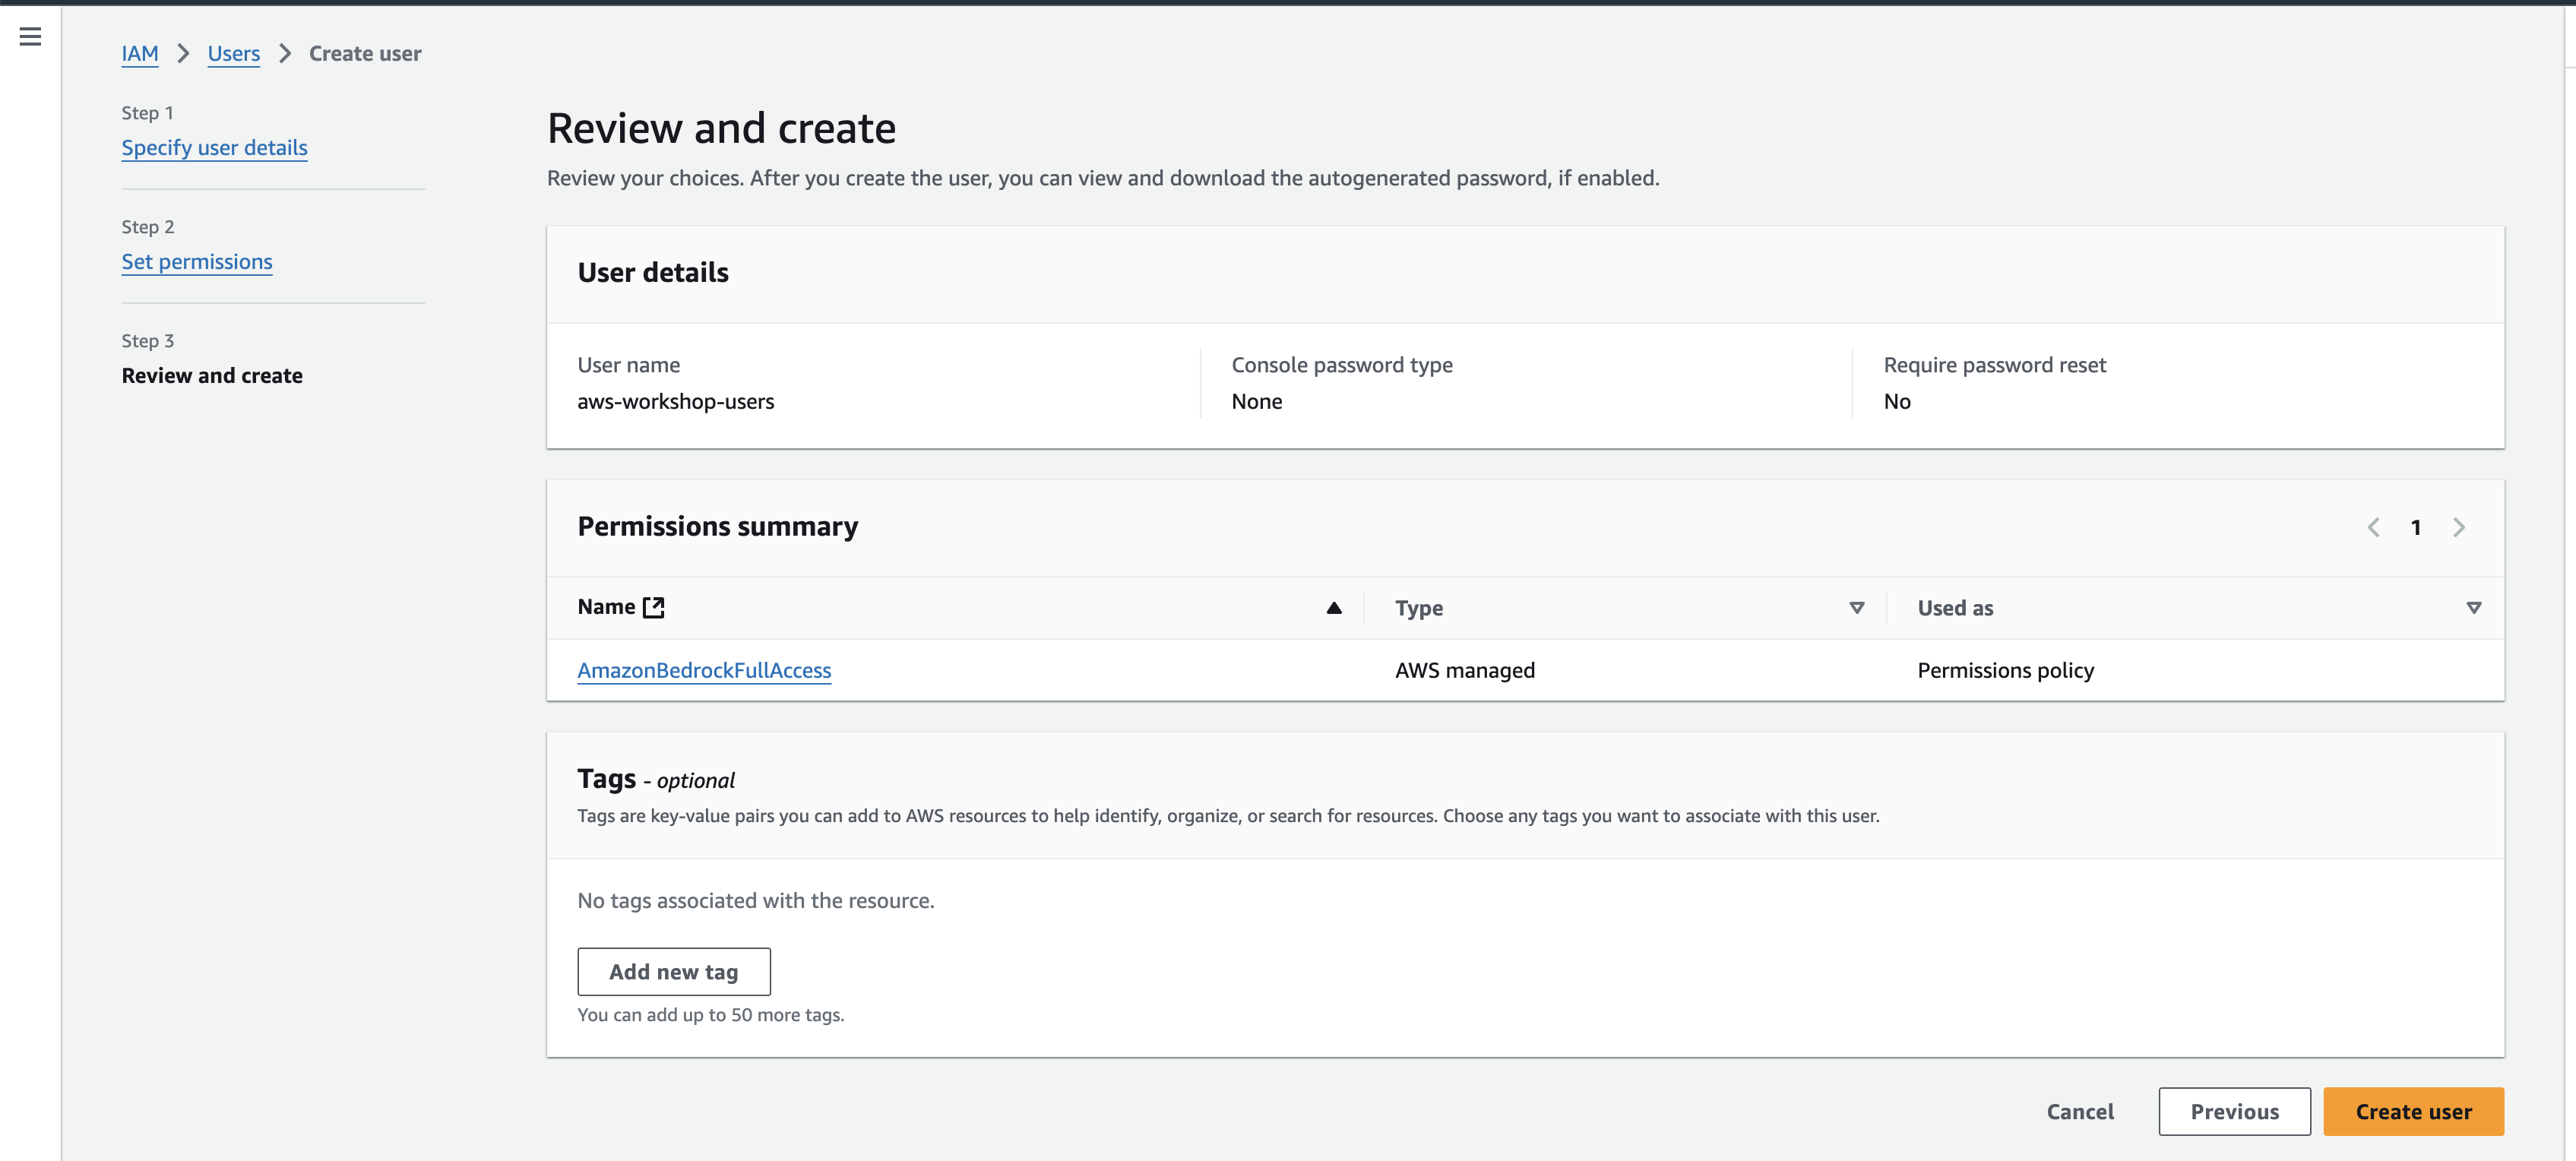 IAM > Users > Create user
Step 1
Specify user details
Step 2
Set permissions
Step 3
Review and create
Review and create
Review your choices. After you create the user, you can view and download the autogenerated password, if enabled.
User details
User name
aws-workshop-users
Console password type
None
Require password reset
No
Permissions summary
1
Name Type Used as
AmazonBedrockFullAccess AWS managed Permissions policy
Tags - optional
Tags are key-value pairs you can add to AWS resources to help identify, organize, or search for resources. Choose any tags you want to associate with this user.
No tags associated with the resource.
Add new tag
You can add up to 50 more tags.
Cancel Previous Create user